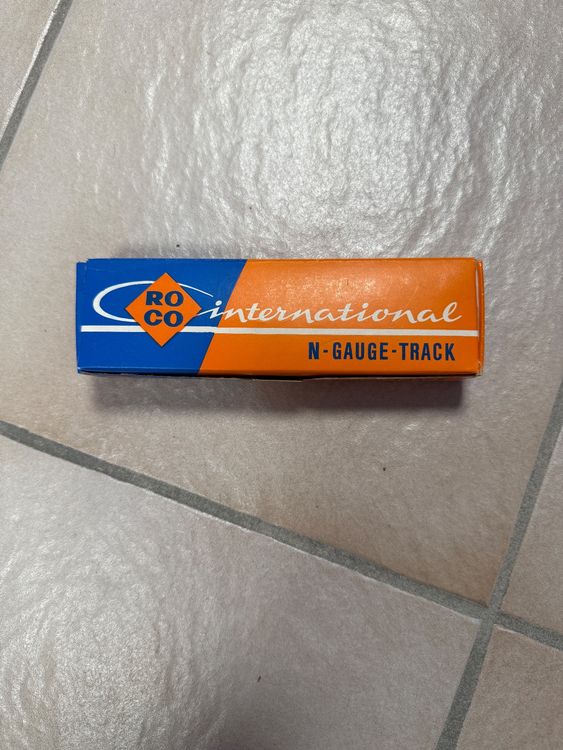 RO
CO
international
N-GAUGE-TRACK